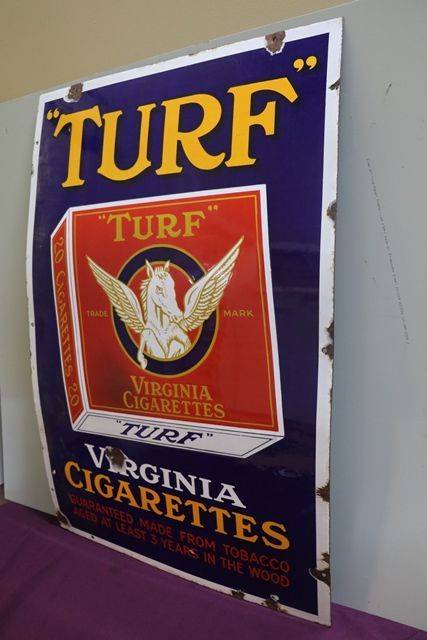 "TURF"
"TURF"
20 CIGARETTES 20
TRADE MARK
VIRGINIA
CIGARETTES
"TURF"
VIRGINIA
CIGARETTES
GUARANTEED MADE FROM TOBACCO
AGED AT LEAST 3 YEARS IN THE WOOD